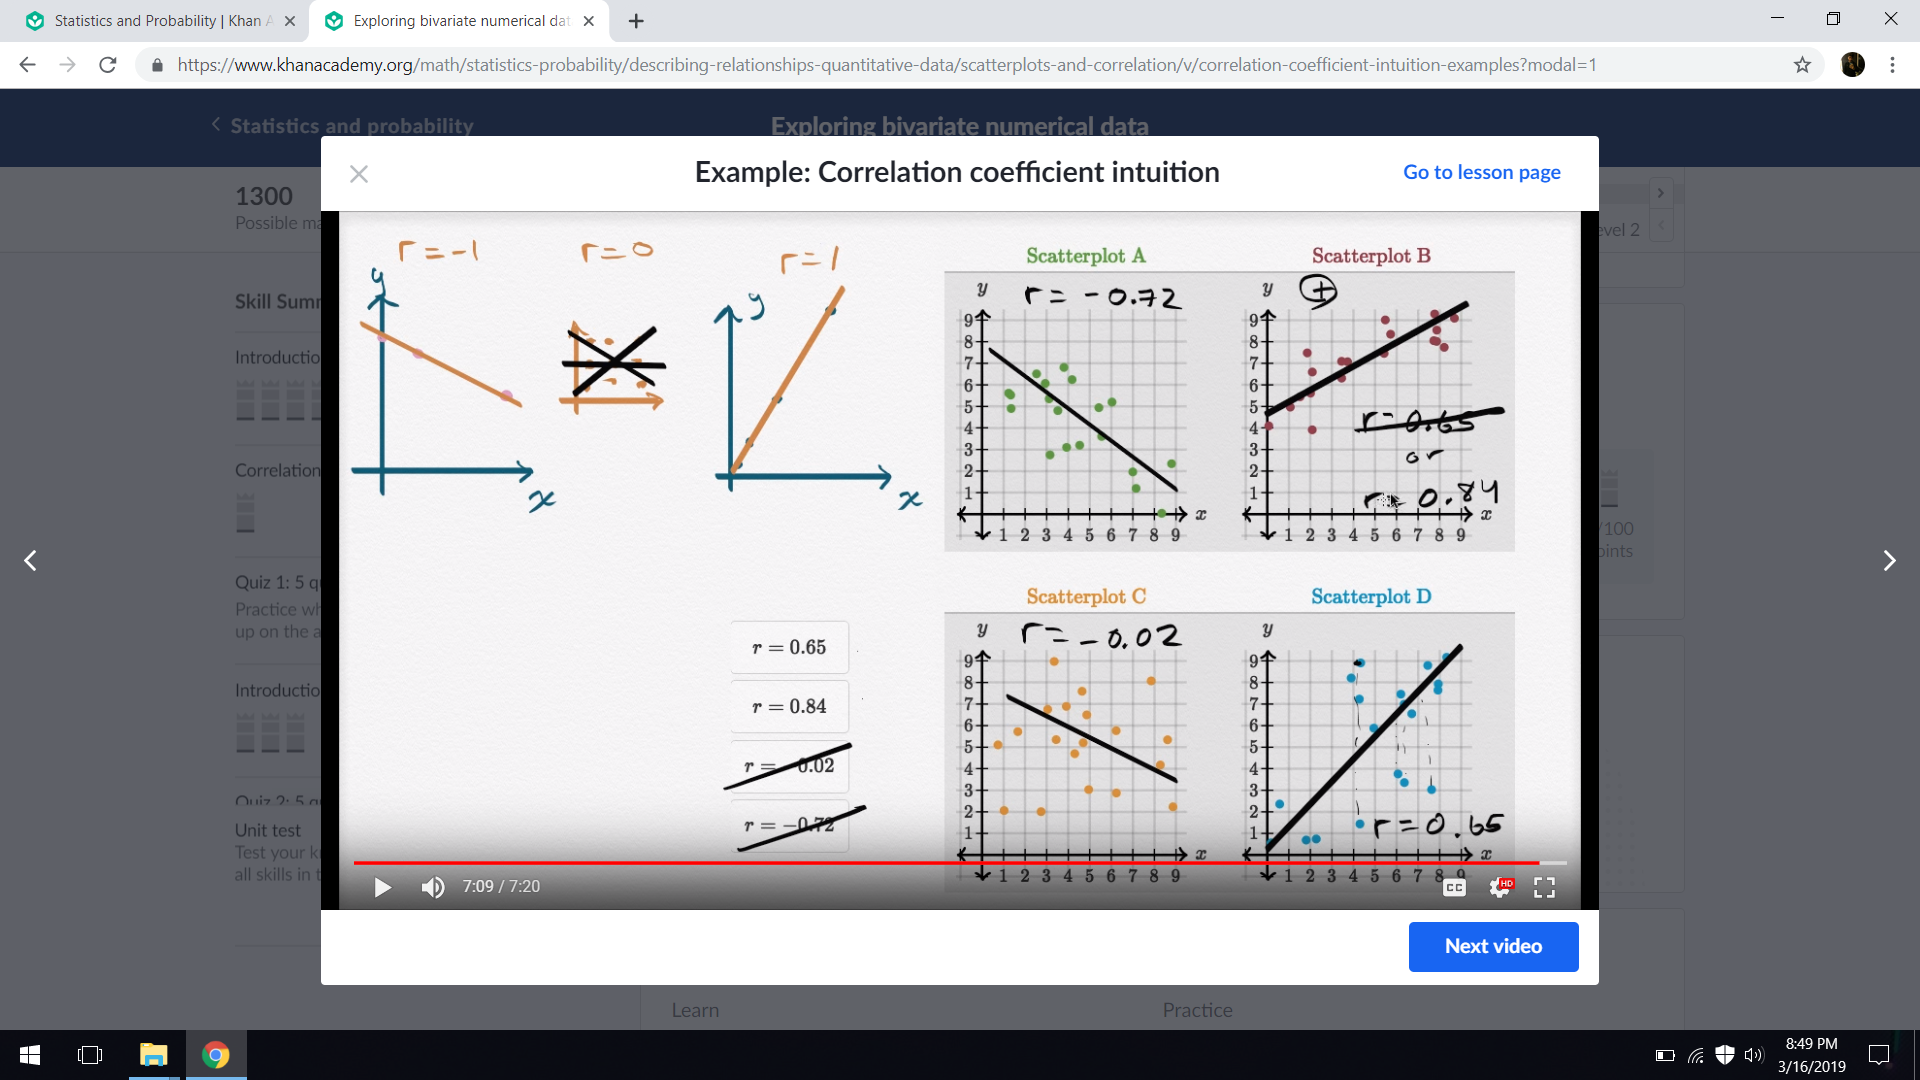 Statistics and Probability | Khan A
Exploring bivariate numerical dat
https://www.khanacademy.org/math/statistics-probability/describing-relationships-quantitative-data/scatterplots-and-correlation/v/correlation-coefficient-intuition-examples?modal=1
Statistics and probability
Exploring bivariate numerical data
1300
Possible ma
evel 2
Example: Correlation coefficient intuition
Go to lesson page
r = -1
r = 0
r = 1
y
x
y
x
Scatterplot A
y
r = -0.72
9
8
7
6
5
4
3
2
1
1 2 3 4 5 6 7 8 9
x
Scatterplot B
y
+
9
8
7
6
5
4
3
2
1
r = 0.65
or
r = 0.84
1 2 3 4 5 6 7 8 9
x
Scatterplot C
y
r = -0.02
9
8
7
6
5
4
3
2
1
1 2 3 4 5 6 7 8 9
x
Scatterplot D
y
9
8
7
6
5
4
3
2
1
r = 0.65
1 2 3 4 5 6 7 8 9
x
r = 0.65
r = 0.84
r = -0.02
r = -0.72
Skill Summ
Introductio
Correlation
Quiz 1: 5 qu
Practice wh
up on the a
Introductio
Quiz 2: 5 qu
Unit test
Test your kn
all skills in t
/100
oints
7:09 / 7:20
CC
HD
Next video
Learn
Practice
8:49 PM
3/16/2019